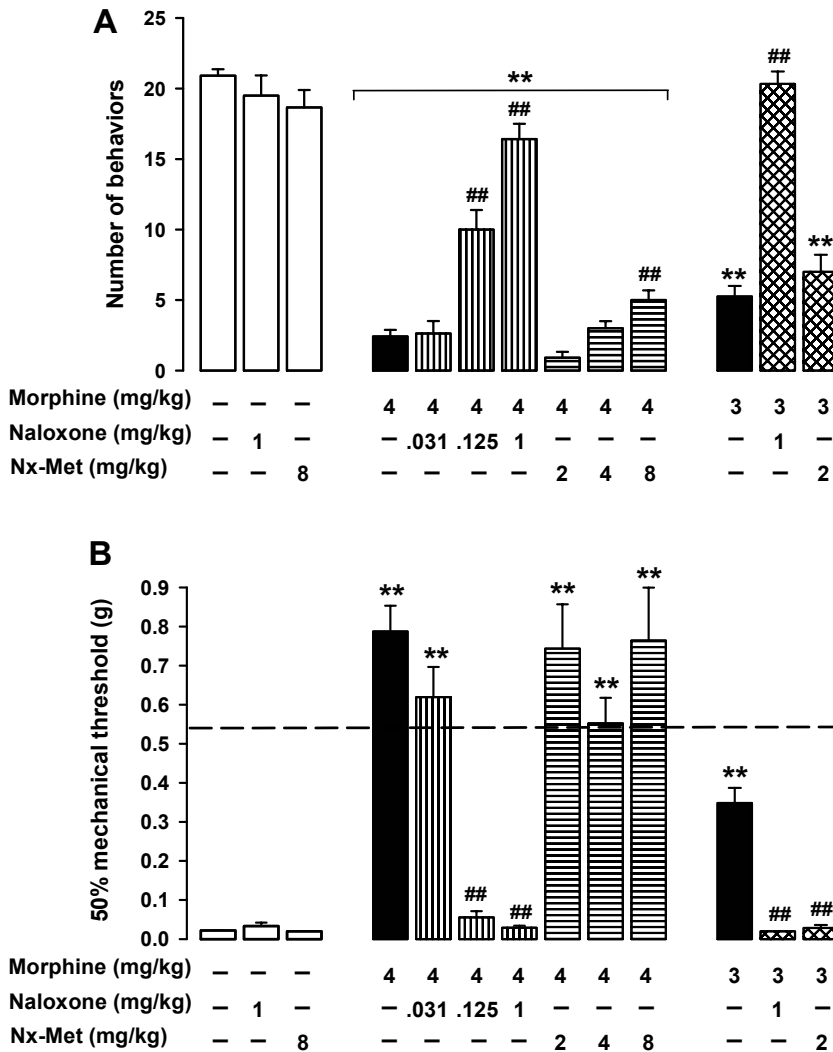 A
Number of behaviors
25
20
15
10
5
0
**
##
##
##
**
##
**
Morphine (mg/kg) – – – 4 4 4 4 4 4 4 3 3 3
Naloxone (mg/kg) – 1 – – .031 .125 1 – – – – 1 –
Nx-Met (mg/kg) – – 8 – – – – 2 4 8 – – 2
B
50% mechanical threshold (g)
0.9
0.8
0.7
0.6
0.5
0.4
0.3
0.2
0.1
0.0
** ** ## ## ** ** ** ** ## ##
Morphine (mg/kg) – – – 4 4 4 4 4 4 4 3 3 3
Naloxone (mg/kg) – 1 – – .031 .125 1 – – – – 1 –
Nx-Met (mg/kg) – – 8 – – – – 2 4 8 – – 2